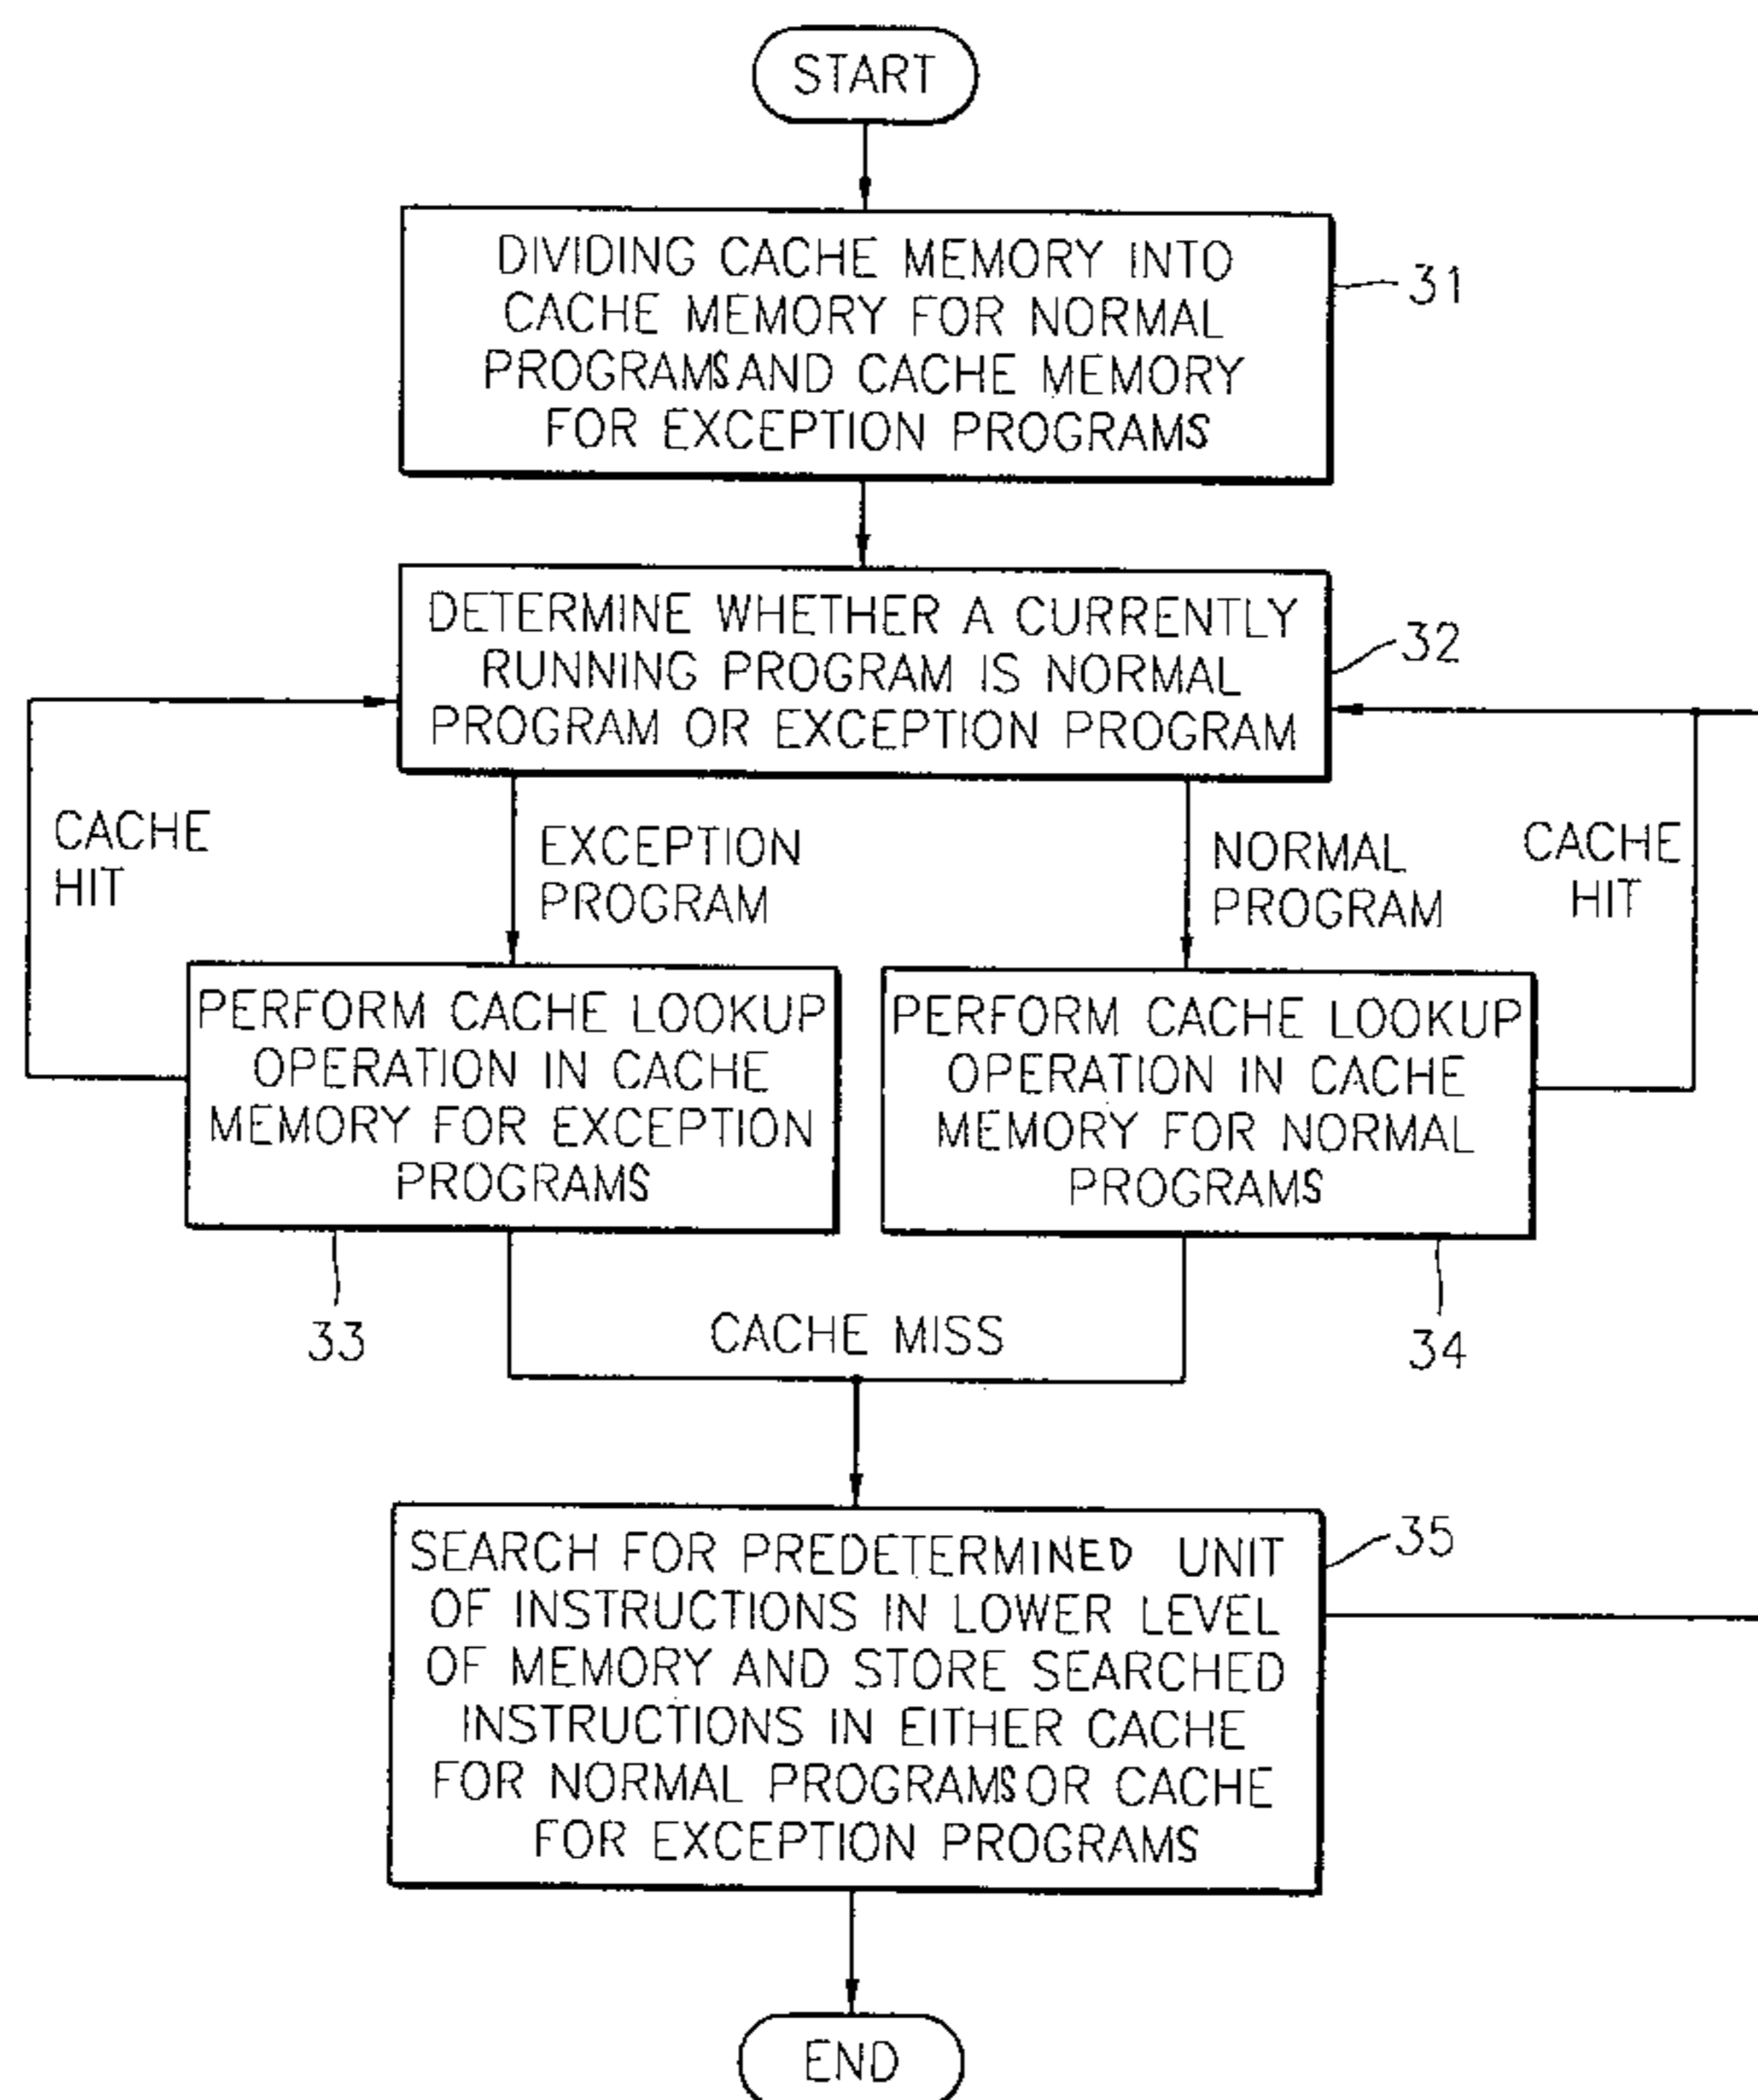 START
DIVIDING CACHE MEMORY INTO
CACHE MEMORY FOR NORMAL
PROGRAMS AND CACHE MEMORY
FOR EXCEPTION PROGRAMS
31
DETERMINE WHETHER A CURRENTLY
RUNNING PROGRAM IS NORMAL
PROGRAM OR EXCEPTION PROGRAM
32
CACHE
HIT
EXCEPTION
PROGRAM
NORMAL
PROGRAM
CACHE
HIT
PERFORM CACHE LOOKUP
OPERATION IN CACHE
MEMORY FOR EXCEPTION
PROGRAMS
33
PERFORM CACHE LOOKUP
OPERATION IN CACHE
MEMORY FOR NORMAL
PROGRAMS
34
CACHE MISS
SEARCH FOR PREDETERMINED UNIT
OF INSTRUCTIONS IN LOWER LEVEL
OF MEMORY AND STORE SEARCHED
INSTRUCTIONS IN EITHER CACHE
FOR NORMAL PROGRAMS OR CACHE
FOR EXCEPTION PROGRAMS
35
END